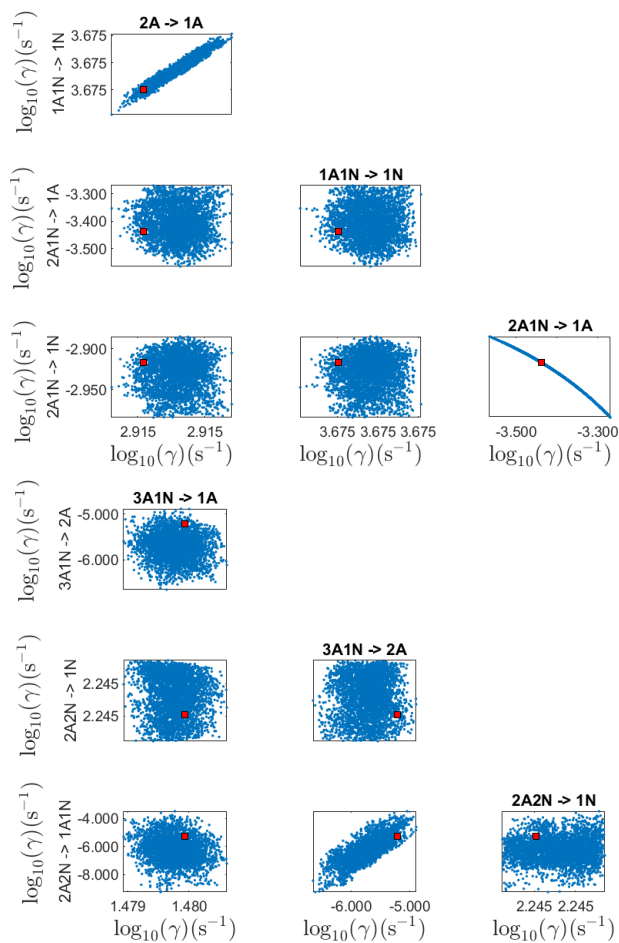 2A -> 1A
3.675
3.675
log₁₀(γ)(s⁻¹)
1A1N -> 1N
1A1N -> 1N
-3.300
-3.400
-3.500
log₁₀(γ)(s⁻¹)
2A1N -> 1A
2A1N -> 1A
-2.900
-2.950
log₁₀(γ)(s⁻¹)
2A1N -> 1N
2.915 2.915
3.675 3.675 3.675
-3.500 -3.300
log₁₀(γ)(s⁻¹) log₁₀(γ)(s⁻¹) log₁₀(γ)(s⁻¹)
3A1N -> 1A
-5.000
-6.000
log₁₀(γ)(s⁻¹)
3A1N -> 2A
3A1N -> 2A
2.245
2.245
log₁₀(γ)(s⁻¹)
2A2N -> 1N
2A2N -> 1N
-4.000
-6.000
-8.000
log₁₀(γ)(s⁻¹)
2A2N -> 1A1N
1.479 1.480
-6.000 -5.000
2.245 2.245
log₁₀(γ)(s⁻¹) log₁₀(γ)(s⁻¹) log₁₀(γ)(s⁻¹)